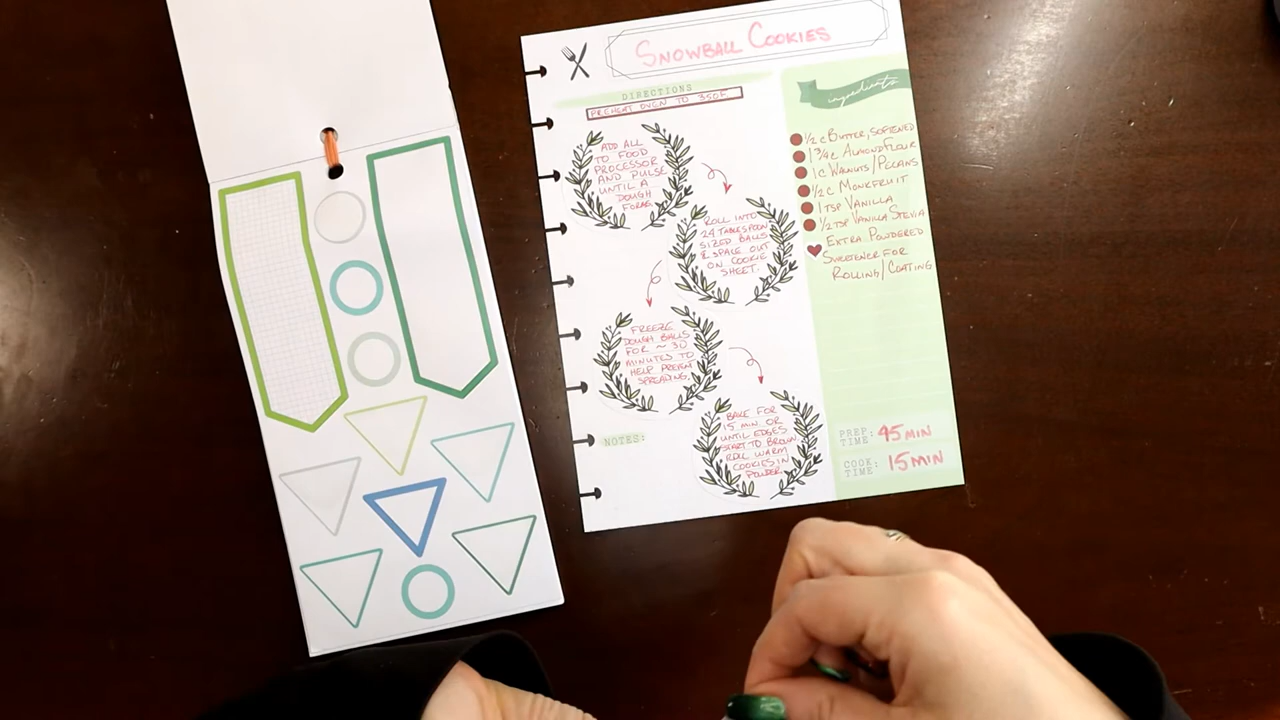 SNOWBALL COOKIES
DIRECTIONS
PREHEAT OVEN TO 350F
ADD ALL
TO FOOD
PROCESSOR
AND PULSE
UNTIL A
DOUGH
FORMS.
ROLL INTO
24 TABLESPOON
SIZED BALLS
& SPACE OUT
ON COOKIE
SHEET.
FREEZE
DOUGH BALLS
FOR ~ 30
MINUTES TO
HELP PREVENT
SPREADING.
BAKE FOR
15 MIN. OR
UNTIL EDGES
START TO BROWN
ROLL WARM
COOKIES IN
POWDER.
NOTES:
ingredients
1/2 C BUTTER, SOFTENED
1 3/4 C ALMOND FLOUR
1 C WALNUTS/PECANS
1/2 C MONKFRUIT
1 TSP VANILLA
1/2 TSP VANILLA STEVIA
EXTRA POWDERED
SWEETENER FOR
ROLLING/COATING
PREP TIME: 45 MIN
COOK TIME: 15 MIN